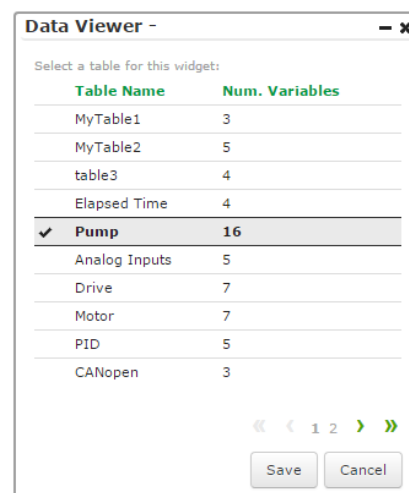 Data Viewer -
Select a table for this widget:
Table Name Num. Variables
MyTable1 3
MyTable2 5
table3 4
Elapsed Time 4
Pump 16
Analog Inputs 5
Drive 7
Motor 7
PID 5
CANopen 3
1 2
Save Cancel